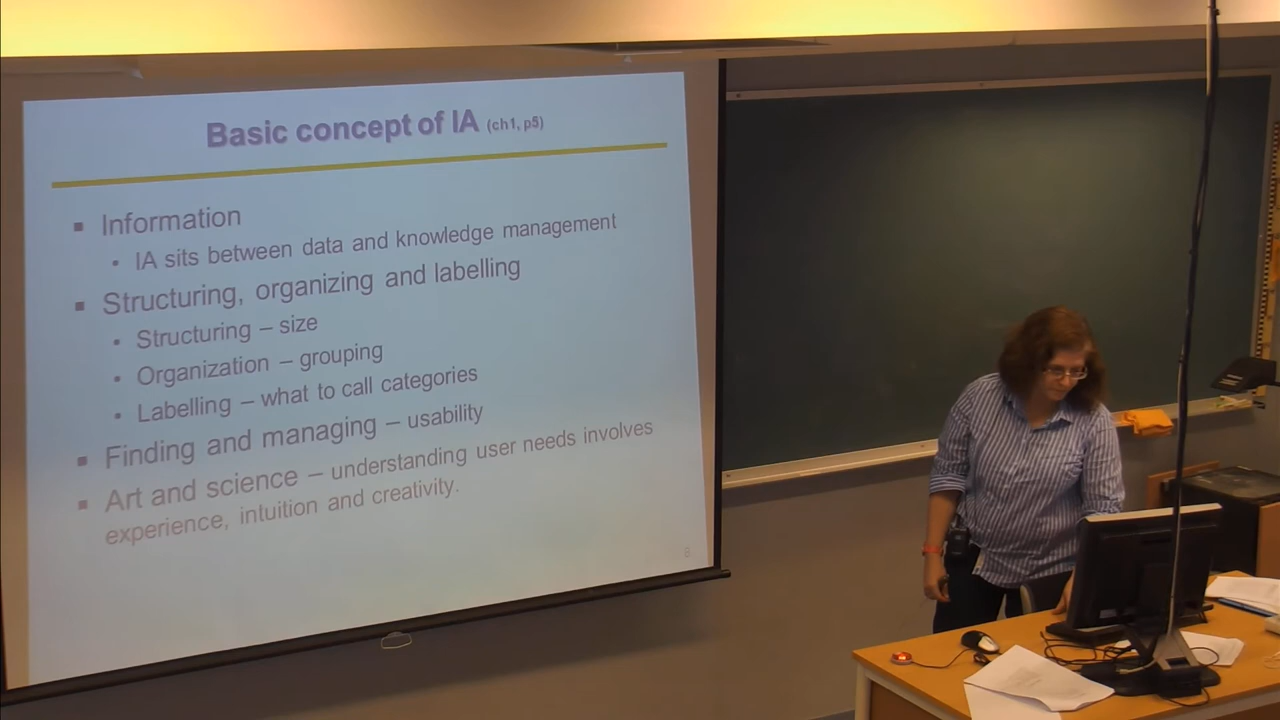 Basic concept of IA (ch1, p5)
▪ Information
• IA sits between data and knowledge management
▪ Structuring, organizing and labelling
• Structuring – size
• Organization – grouping
• Labelling – what to call categories
▪ Finding and managing – usability
▪ Art and science – understanding user needs involves
experience, intuition and creativity.
8